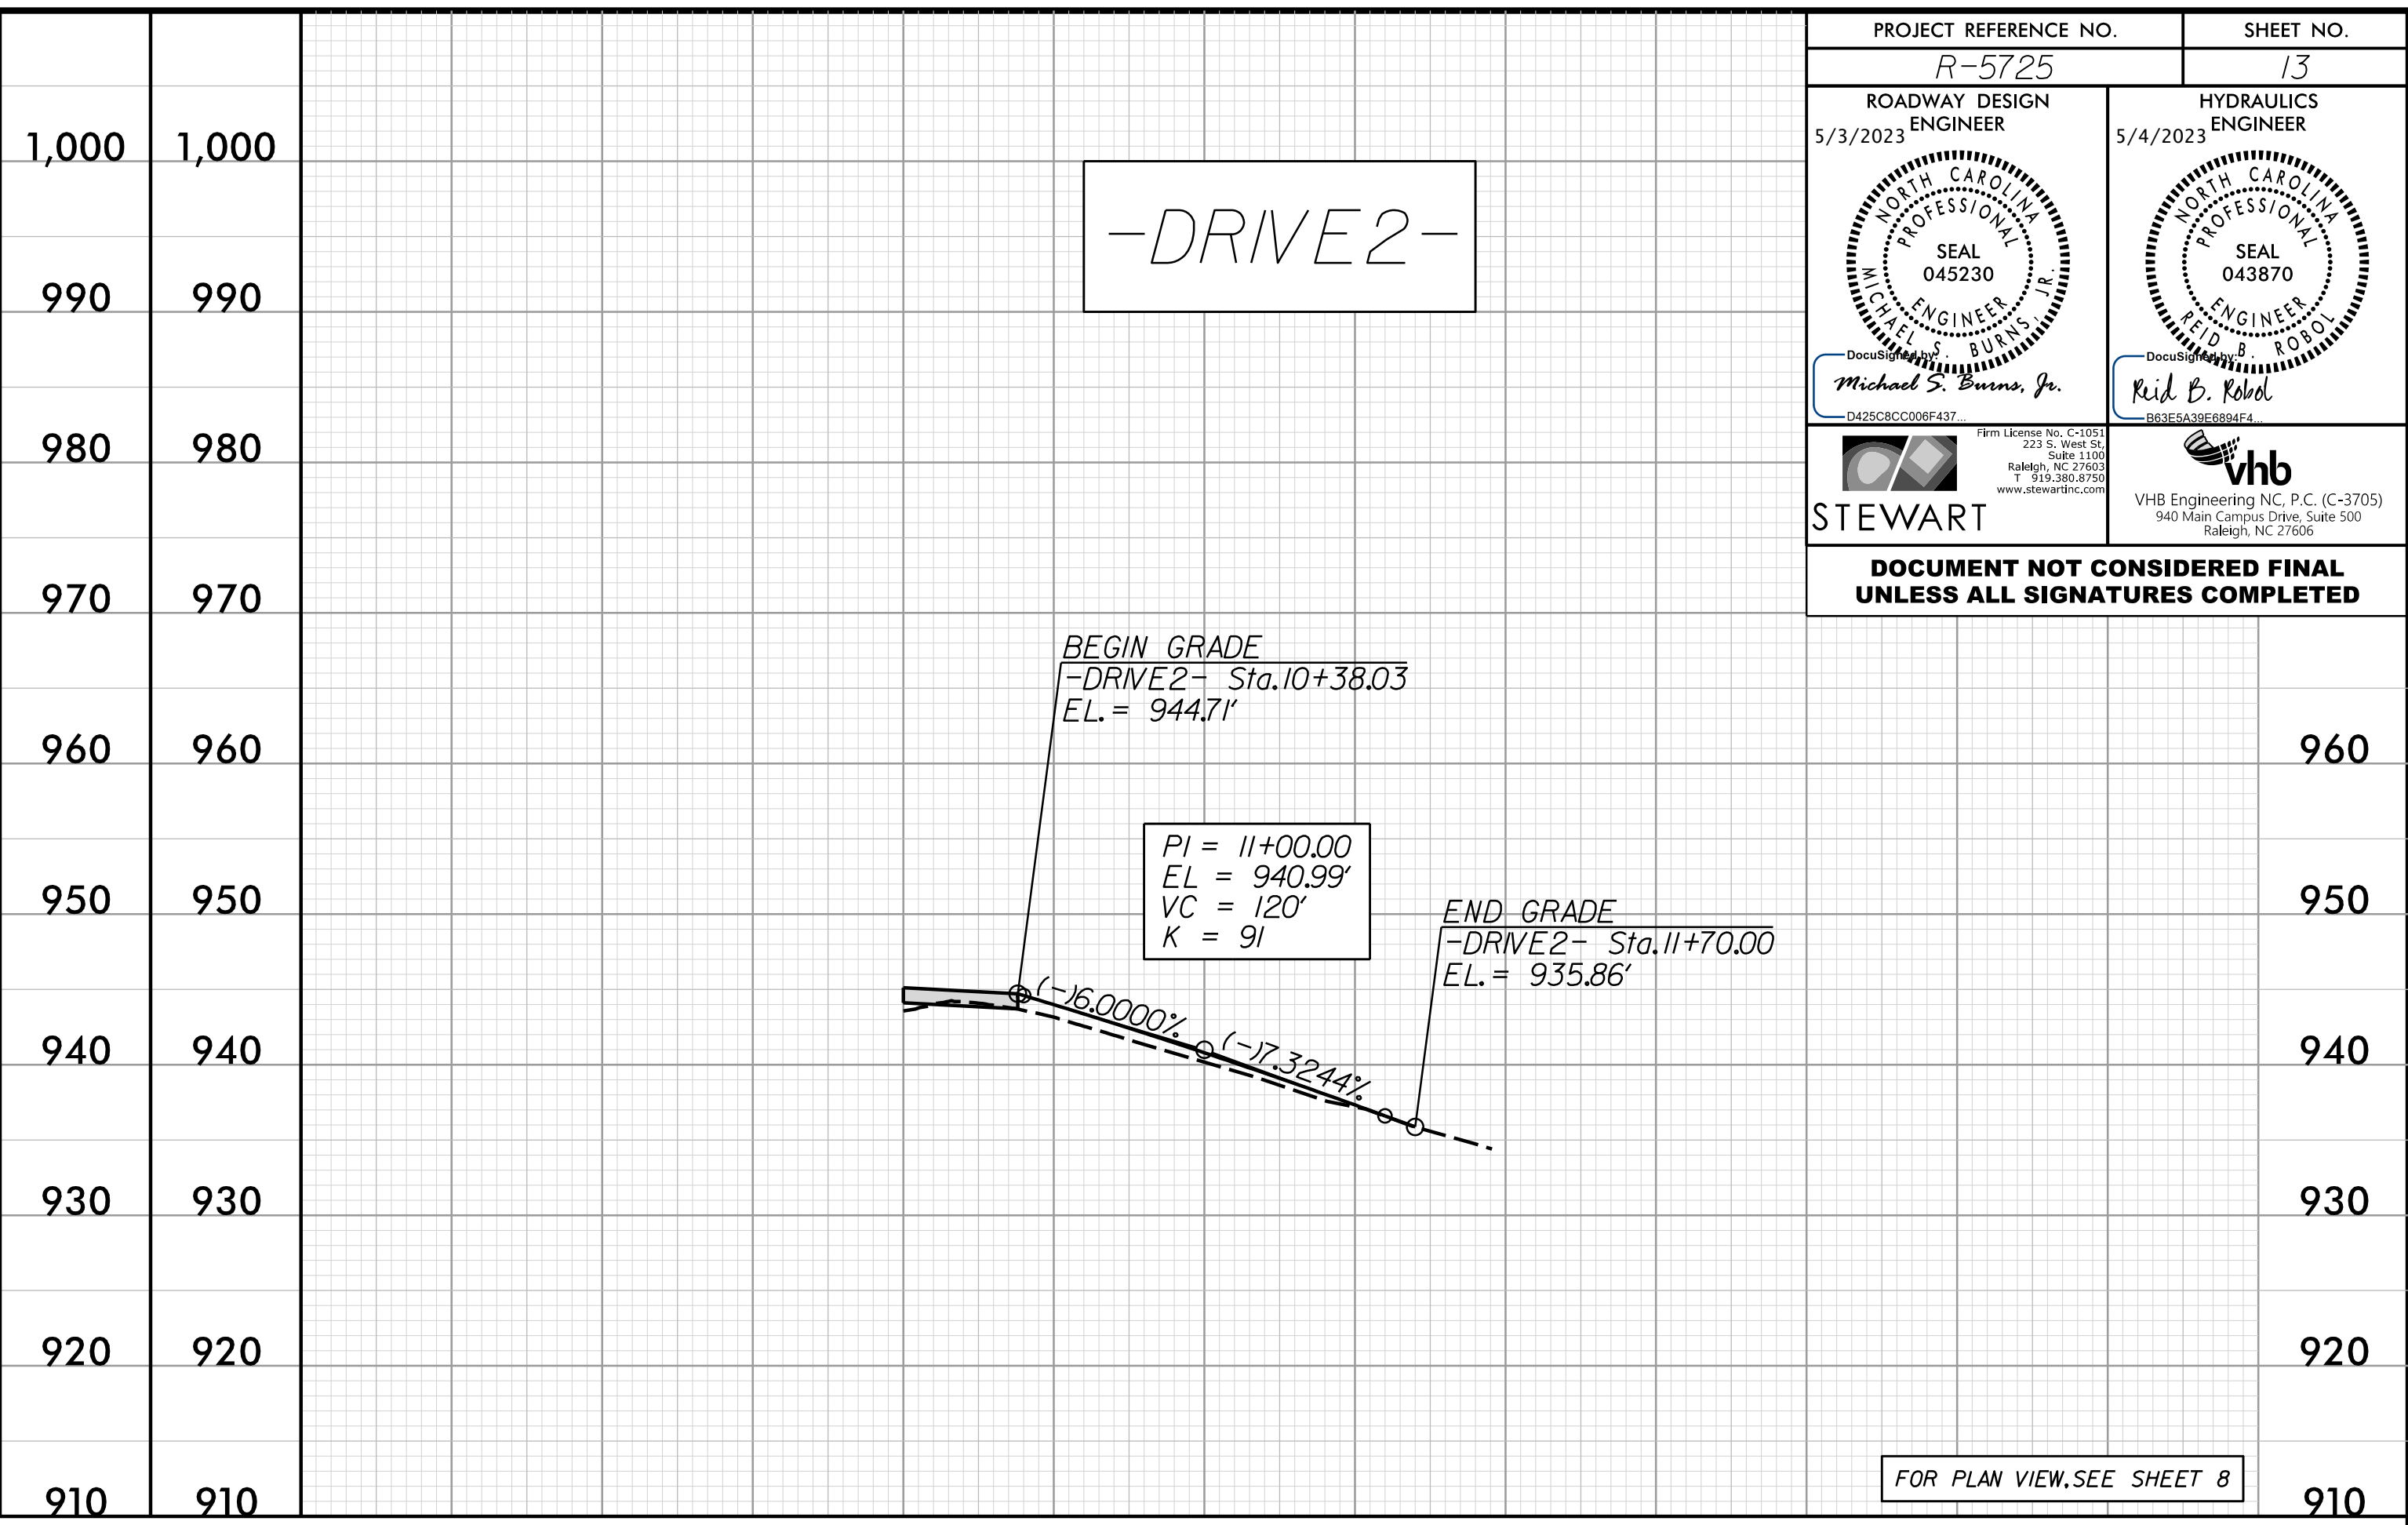 PROJECT REFERENCE NO.
SHEET NO.
R-5725
13
ROADWAY DESIGN
ENGINEER
5/3/2023
HYDRAULICS
ENGINEER
5/4/2023
NORTH CAROLINA
PROFESSIONAL
SEAL
045230
ENGINEER
MICHAEL S. BURNS, JR.
NORTH CAROLINA
PROFESSIONAL
SEAL
043870
ENGINEER
REID B. ROBOL
DocuSigned by:
Michael S. Burns, Jr.
D425C8CC006F437...
DocuSigned by:
Reid B. Robol
B63E5A39E6894F4...
STEWART
Firm License No. C-1051
223 S. West St,
Suite 1100
Raleigh, NC 27603
T 919.380.8750
www.stewartinc.com
vhb
VHB Engineering NC, P.C. (C-3705)
940 Main Campus Drive, Suite 500
Raleigh, NC 27606
DOCUMENT NOT CONSIDERED FINAL
UNLESS ALL SIGNATURES COMPLETED
-DRIVE2-
1,000 1,000
990 990
980 980
970 970
BEGIN GRADE
-DRIVE2- Sta.10+38.03
EL.= 944.71'
960 960 960
PI = 11+00.00
EL = 940.99'
VC = 120'
K = 91
950 950 950
END GRADE
-DRIVE2- Sta.11+70.00
EL.= 935.86'
(-)6.0000%
(-)7.3244%
940 940 940
930 930 930
920 920 920
FOR PLAN VIEW, SEE SHEET 8
910 910 910